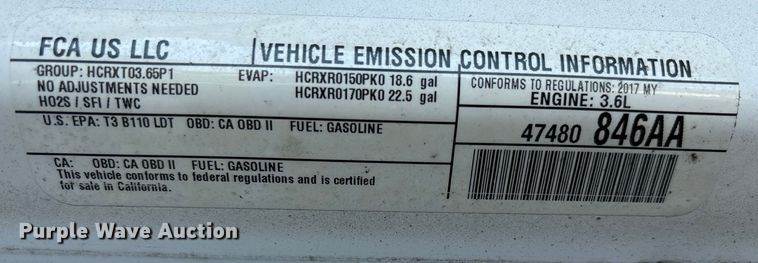 FCA US LLC
VEHICLE EMISSION CONTROL INFORMATION
GROUP: HCRXT03.65P1
NO ADJUSTMENTS NEEDED
HO2S / SFI / TWC
EVAP: HCRXR0150PK0 18.6 gal
HCRXR0170PK0 22.5 gal
CONFORMS TO REGULATIONS: 2017 MY
ENGINE: 3.6L
U.S. EPA: T3 B110 LDT OBD: CA OBD II FUEL: GASOLINE
47480 846AA
CA: OBD: CA OBD II FUEL: GASOLINE
This vehicle conforms to federal regulations and is certified
for sale in California.
Purple Wave Auction